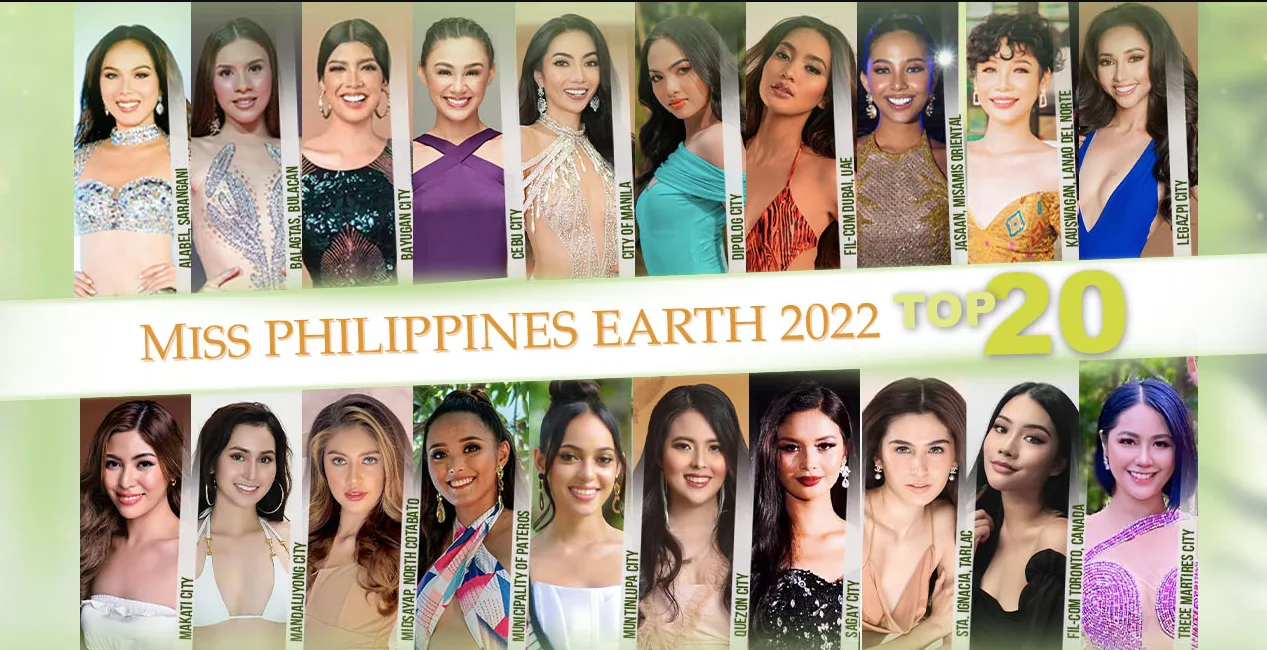 ALABEL, SARANGANI
BALAGTAS, BULACAN
BAYUGAN CITY
CEBU CITY
CITY OF MANILA
DIPOLOG CITY
FIL-COM DUBAI, UAE
JASAAN, MISAMIS ORIENTAL
KAUSWAGAN, LANAO DEL NORTE
LEGAZPI CITY
MISS PHILIPPINES EARTH 2022 TOP 20
MAKATI CITY
MANDALUYONG CITY
MIDSAYAP, NORTH COTABATO
MUNICIPALITY OF PATEROS
MUNTINLUPA CITY
QUEZON CITY
SAGAY CITY
STA. IGNACIA, TARLAC
FIL-COM TORONTO, CANADA
TRECE MARTIRES CITY